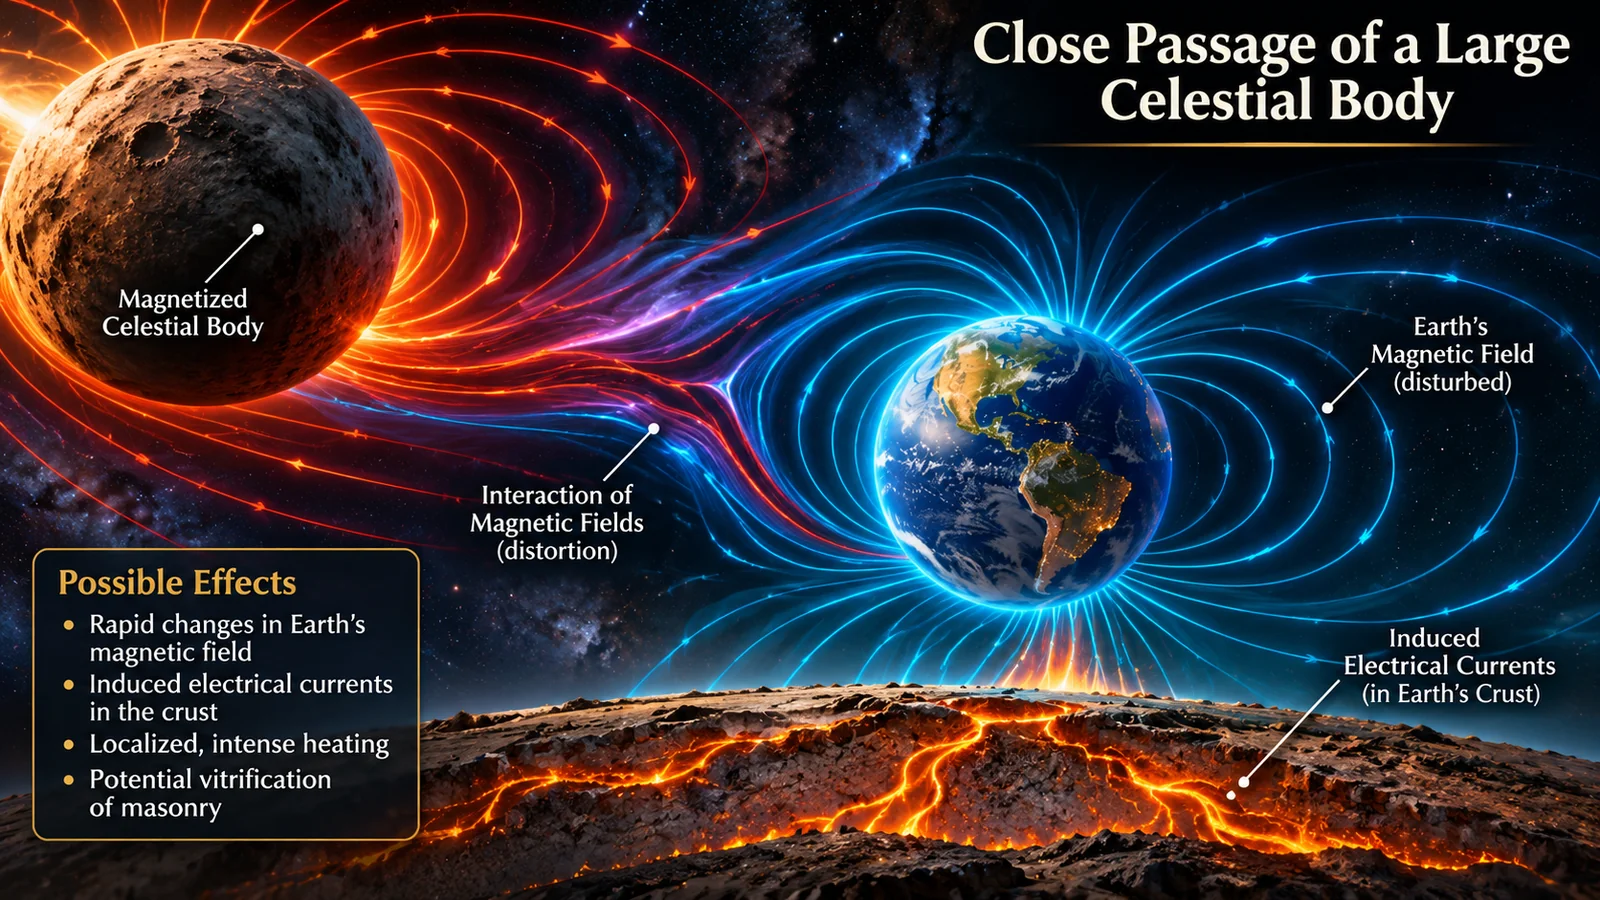 Close Passage of a Large
Celestial Body
Magnetized
Celestial Body
Earth's
Magnetic Field
(disturbed)
Interaction of
Magnetic Fields
(distortion)
Possible Effects
• Rapid changes in Earth's
magnetic field
• Induced electrical currents
in the crust
• Localized, intense heating
• Potential vitrification
of masonry
Induced
Electrical Currents
(in Earth's Crust)